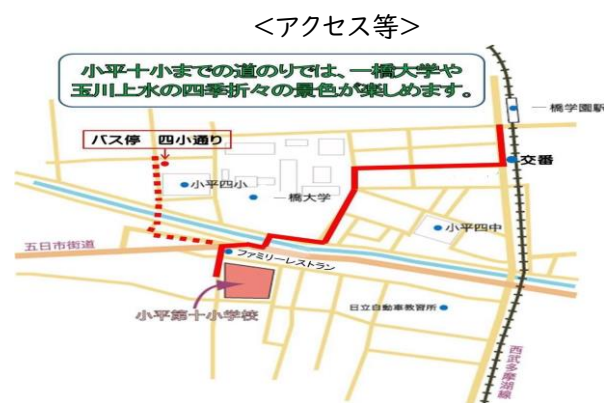 <アクセス等>
小平十小までの道のりでは、一橋大学や
玉川上水の四季折々の景色が楽しめます。
一橋学園駅
バス停 四小通り
交番
小平四小
一橋大学
小平四中
五日市街道
ファミリーレストラン
日立自動車教習所
小平第十小学校
西武多摩湖線